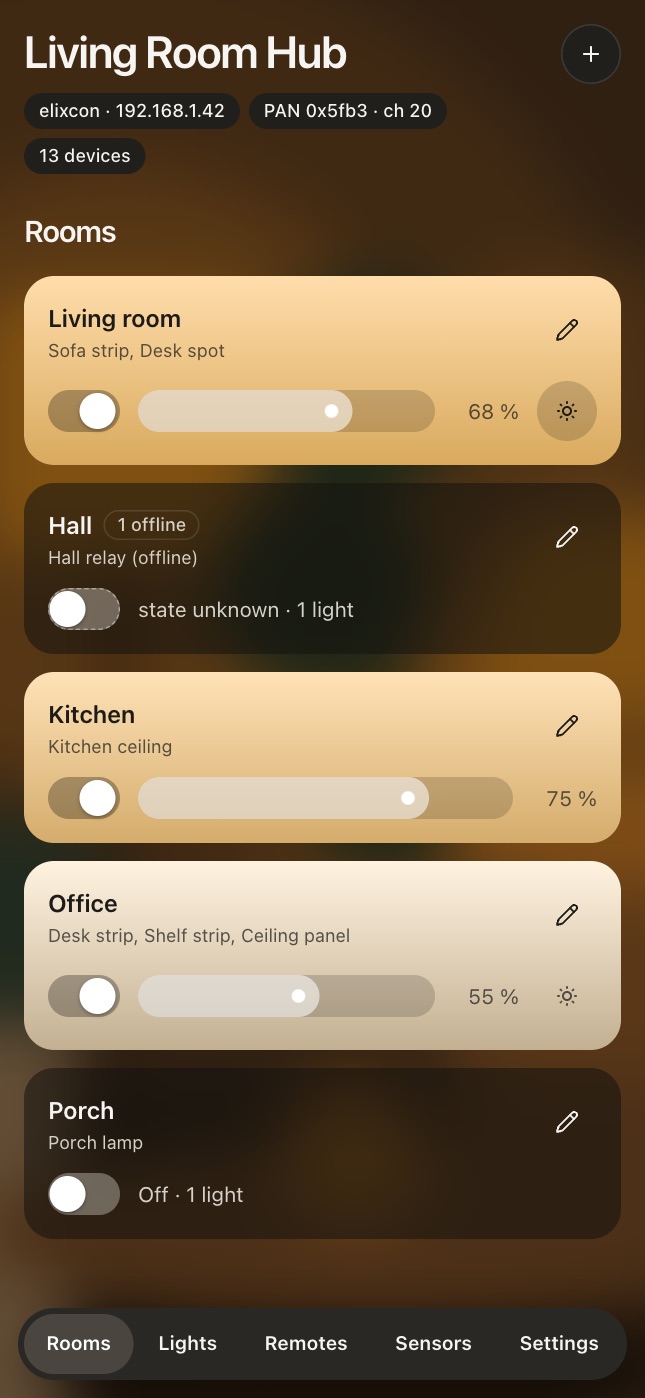 Living Room Hub
elixcon · 192.168.1.42
PAN 0x5fb3 · ch 20
13 devices
Rooms
Living room
Sofa strip, Desk spot
68 %
Hall
1 offline
Hall relay (offline)
state unknown · 1 light
Kitchen
Kitchen ceiling
75 %
Office
Desk strip, Shelf strip, Ceiling panel
55 %
Porch
Porch lamp
Off · 1 light
Rooms
Lights
Remotes
Sensors
Settings